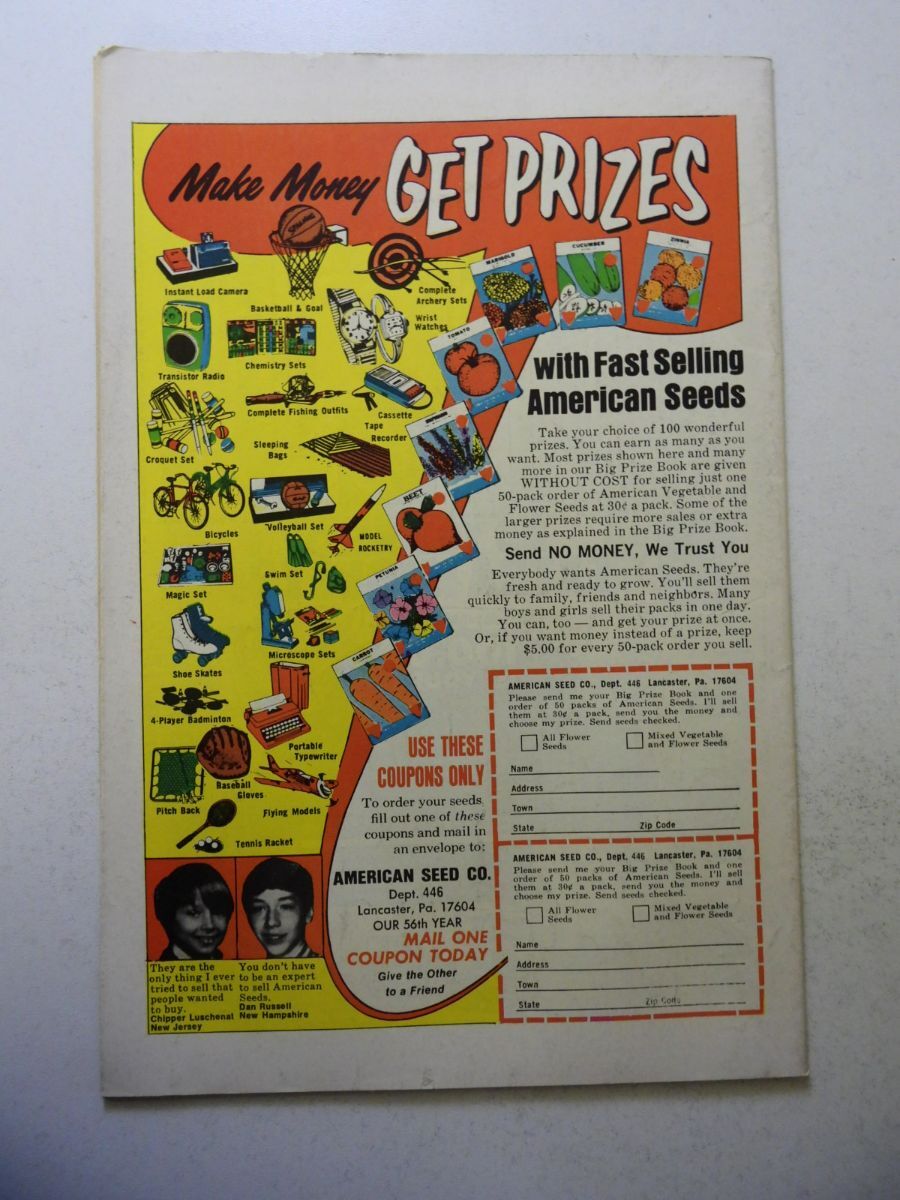 Make Money GET PRIZES
Instant Load Camera
Basketball & Goal
Complete
Archery Sets
Wrist
Watches
Transistor Radio
Chemistry Sets
Complete Fishing Outfits
Cassette
Tape
Recorder
Croquet Set
Sleeping
Bags
Bicycles
Volleyball Set
MODEL
ROCKETRY
Magic Set
Swim Set
Shoe Skates
Microscope Sets
4-Player Badminton
Portable
Typewriter
Pitch Back
Baseball
Gloves
Flying Models
Tennis Racket
MARIGOLD
CUCUMBER
ZINNIA
TOMATO
BEET
PETUNIA
CARROT
with Fast Selling
American Seeds
Take your choice of 100 wonderful
prizes. You can earn as many as you
want. Most prizes shown here and many
more in our Big Prize Book are given
WITHOUT COST for selling just one
50-pack order of American Vegetable and
Flower Seeds at 30¢ a pack. Some of the
larger prizes require more sales or extra
money as explained in the Big Prize Book.
Send NO MONEY, We Trust You
Everybody wants American Seeds. They're
fresh and ready to grow. You'll sell them
quickly to family, friends and neighbors. Many
boys and girls sell their packs in one day.
You can, too — and get your prize at once.
Or, if you want money instead of a prize, keep
$5.00 for every 50-pack order you sell.
USE THESE
COUPONS ONLY
To order your seeds
fill out one of these
coupons and mail in
an envelope to:
AMERICAN SEED CO.
Dept. 446
Lancaster, Pa. 17604
OUR 56th YEAR
MAIL ONE
COUPON TODAY
Give the Other
to a Friend
AMERICAN SEED CO., Dept. 446 Lancaster, Pa. 17604
Please send me your Big Prize Book and one
order of 50 packs of American Seeds. I'll sell
them at 30¢ a pack, send you the money and
choose my prize. Send seeds checked.
All Flower
Seeds
Mixed Vegetable
and Flower Seeds
Name
Address
Town
State Zip Code
AMERICAN SEED CO., Dept. 446 Lancaster, Pa. 17604
Please send me your Big Prize Book and one
order of 50 packs of American Seeds. I'll sell
them at 30¢ a pack, send you the money and
choose my prize. Send seeds checked.
All Flower
Seeds
Mixed Vegetable
and Flower Seeds
Name
Address
Town
State Zip Code
They are the
only thing I ever
tried to sell that
people wanted
to buy.
Chipper Luschenat
New Jersey
You don't have
to be an expert
to sell American
Seeds.
Dan Russell
New Hampshire